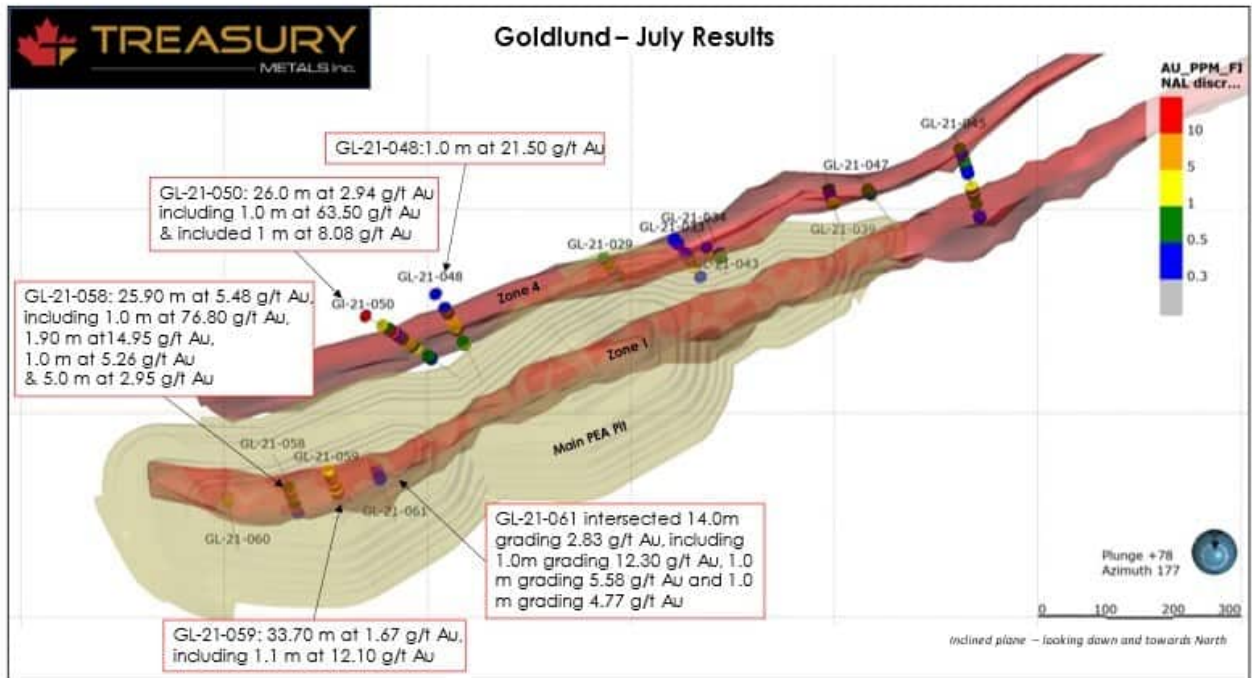 TREASURY
METALS Inc.
Goldlund – July Results
AU_PPM_FI
NAL discr...
10
5
1
0.5
0.3
GL-21-048:1.0 m at 21.50 g/t Au
GL-21-050: 26.0 m at 2.94 g/t Au
including 1.0 m at 63.50 g/t Au
& included 1 m at 8.08 g/t Au
GL-21-058: 25.90 m at 5.48 g/t Au,
including 1.0 m at 76.80 g/t Au,
1.90 m at14.95 g/t Au,
1.0 m at 5.26 g/t Au
& 5.0 m at 2.95 g/t Au
GL-21-045
GL-21-047
GL-21-039
GL-21-034
GL-21-033
GL-21-043
GL-21-029
GL-21-048
GL-21-050
Zone 4
Zone 1
Main PEA Pit
GL-21-058
GL-21-059
GL-21-061
GL-21-060
GL-21-061 intersected 14.0m
grading 2.83 g/t Au, including
1.0m grading 12.30 g/t Au, 1.0
m grading 5.58 g/t Au and 1.0
m grading 4.77 g/t Au
GL-21-059: 33.70 m at 1.67 g/t Au,
including 1.1 m at 12.10 g/t Au
Plunge +78
Azimuth 177
0 100 200 300
Inclined plane – looking down and towards North